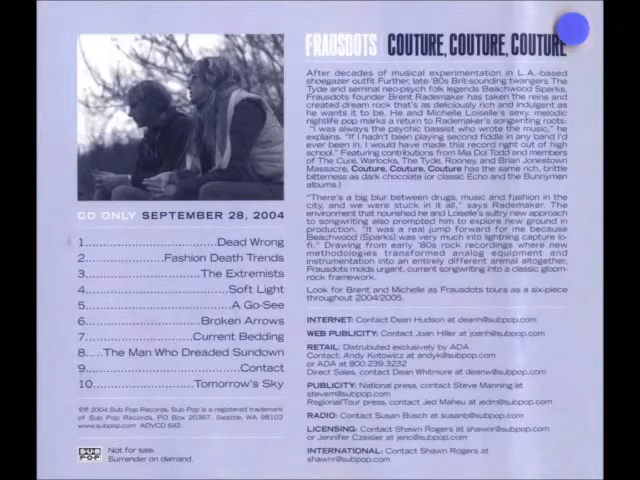 FRAUSDOTS COUTURE, COUTURE, COUTURE
After decades of musical experimentation in L.A.-based
shoegazer outfit Further, late-'80s Brit-sounding twangers The
Tyde and seminal neo-psych folk legends Beachwood Sparks,
Frausdots founder Brent Rademaker has taken the reins and
created dream rock that's as deliciously rich and indulgent as
he wants it to be. He and Michelle Loiselle's sexy, melodic
nightlife pop marks a return to Rademaker's songwriting roots.
"I was always the psychic bassist who wrote the music," he
explains. "If I hadn't been playing second fiddle in any band I'd
ever been in, I would have made this record right out of high
school." Featuring contributions from Mia Doi Todd and members
of The Cure, Warlocks, The Tyde, Rooney, and Brian Jonestown
Massacre, Couture, Couture, Couture has the same rich, brittle
bitterness as dark chocolate (or classic Echo and the Bunnymen
albums.)
"There's a big blur between drugs, music and fashion in the
city, and we were stuck in it all," says Rademaker. The
environment that nourished he and Loiselle's sultry new approach
to songwriting also prompted him to explore new ground in
production. "It was a real jump forward for me because
Beachwood (Sparks) was very much into lightning capture lo-
fi." Drawing from early '80s rock recordings where new
methodologies transformed analog equipment and
instrumentation into an entirely different animal altogether,
Frausdots molds urgent, current songwriting into a classic gloom-
rock framework.
Look for Brent and Michelle as Frausdots tours as a six-piece
throughout 2004/2005.
INTERNET: Contact Dean Hudson at deanh@subpop.com
WEB PUBLICITY: Contact Joan Hiller at joanh@subpop.com
RETAIL: Distrubuted exclusively by ADA.
Contact: Andy Kotowicz at andyk@subpop.com
or ADA at 800.239.3232
Direct Sales, contact Dean Whitmore at deanw@subpop.com
PUBLICITY: National press, contact Steve Manning at
stevem@subpop.com
Regional/Tour press, contact Jed Maheu at jedm@subpop.com
RADIO: Contact Susan Busch at susanb@subpop.com
LICENSING: Contact Shawn Rogers at shawnr@subpop.com
or Jennifer Czeisler at jenc@subpop.com
INTERNATIONAL: Contact Shawn Rogers at
shawnr@subpop.com
CD ONLY SEPTEMBER 28, 2004
1.........................Dead Wrong
2...............Fashion Death Trends
3......................The Extremists
4...........................Soft Light
5............................A Go-See
6......................Broken Arrows
7....................Current Bedding
8.....The Man Who Dreaded Sundown
9..............................Contact
10....................Tomorrow's Sky
©℗ 2004 Sub Pop Records. Sub Pop is a registered trademark
of Sub Pop Records, PO Box 20367, Seattle, WA 98102
www.subpop.com ADVCD 642.
SUB
POP
Not for sale.
Surrender on demand.